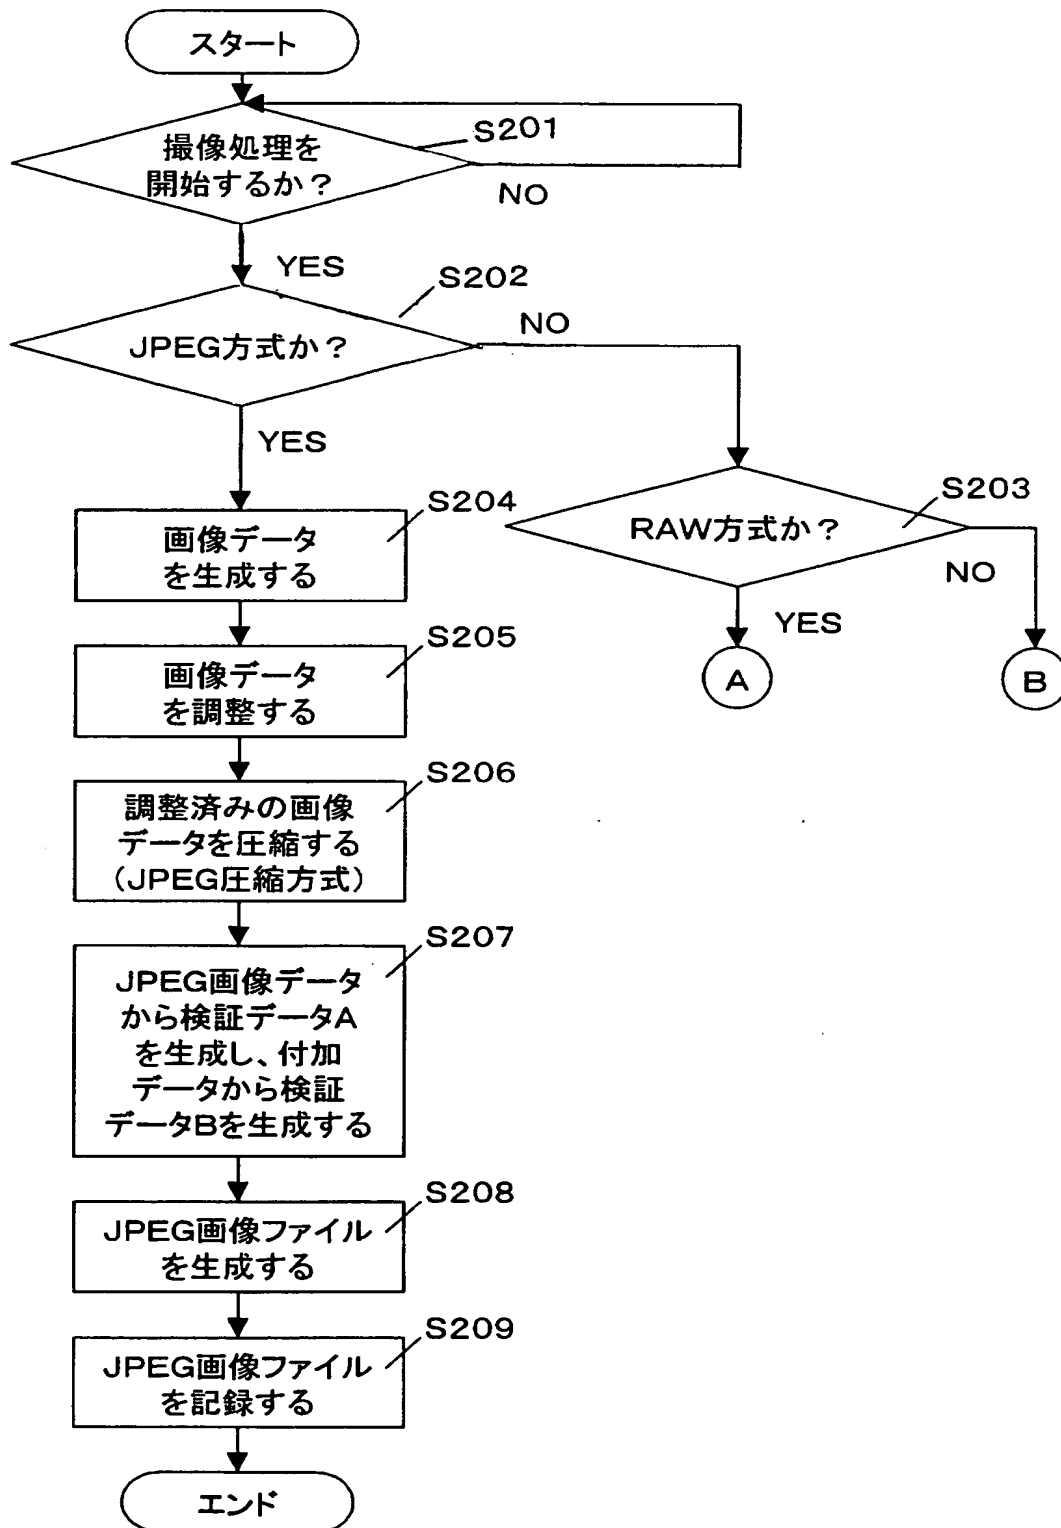 スタート
撮像処理を
開始するか？
S201
NO
YES
S202
JPEG方式か？
NO
YES
S203
RAW方式か？
NO
YES
A
B
S204
画像データ
を生成する
S205
画像データ
を調整する
S206
調整済みの画像
データを圧縮する
（JPEG圧縮方式）
S207
JPEG画像データ
から検証データA
を生成し、付加
データから検証
データBを生成する
S208
JPEG画像ファイル
を生成する
S209
JPEG画像ファイル
を記録する
エンド